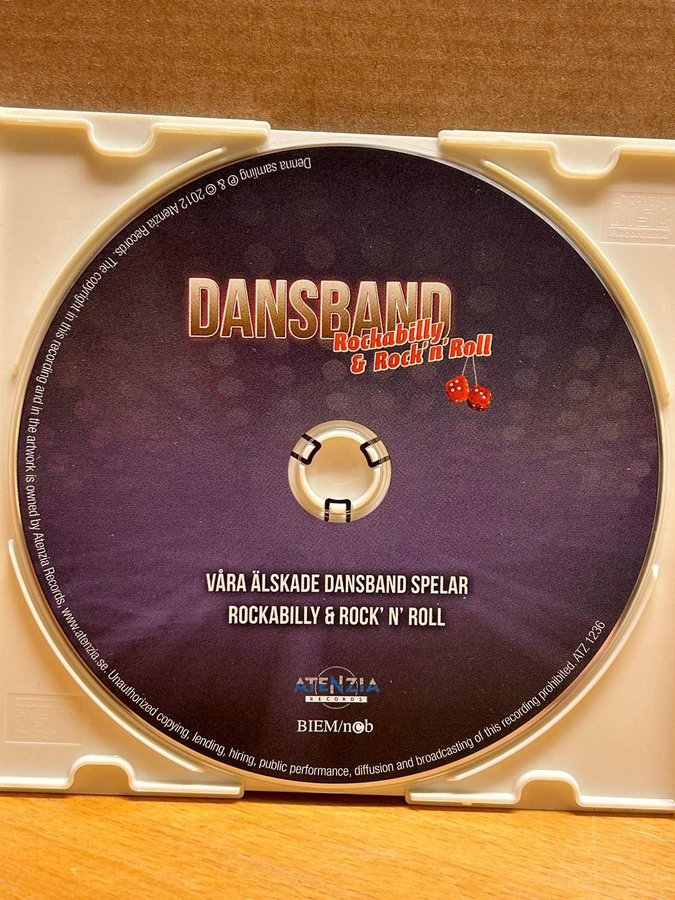 DANSBAND
Rockabilly
& Rock'n'Roll
VÅRA ÄLSKADE DANSBAND SPELAR
ROCKABILLY & ROCK' N' ROLL
ATENZIA
RECORDS
BIEM/ncb
Denna samling ℗ & © 2012 Atenzia Records. The copyright in this recording and in the artwork is owned by Atenzia Records, www.atenzia.se. Unauthorized copying, lending, hiring, public performance, diffusion and broadcasting of this recording prohibited. ATZ 1236